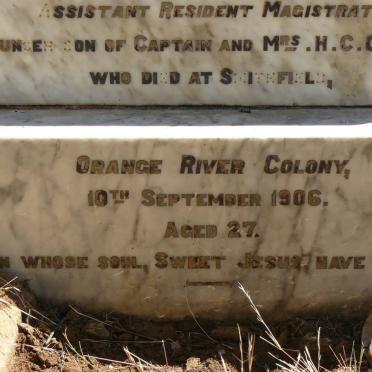 Assistant Resident Magistrat
son of Captain and Mrs. H.C.
who died at Smithfield,
Orange River Colony,
10th September 1906.
Aged 27.
n whose soul, Sweet Jesus, have